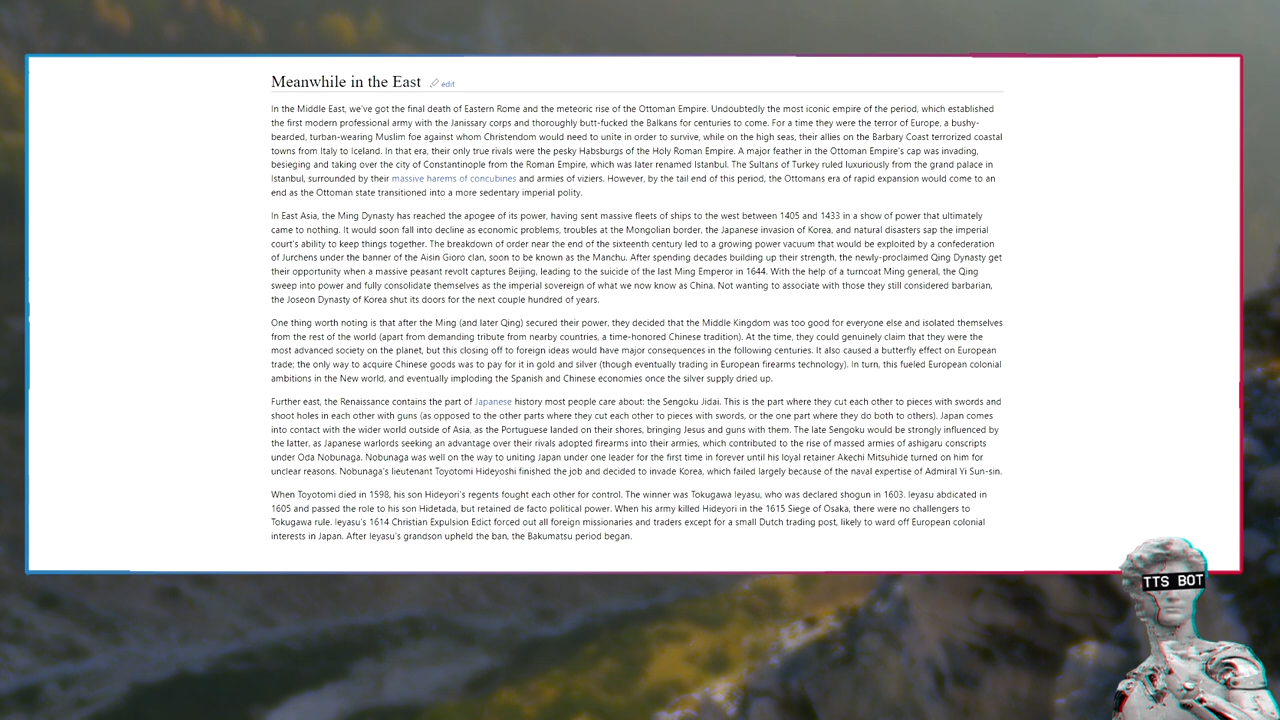 Meanwhile in the East edit
In the Middle East, we've got the final death of Eastern Rome and the meteoric rise of the Ottoman Empire. Undoubtedly the most iconic empire of the period, which established
the first modern professional army with the Janissary corps and thoroughly butt-fucked the Balkans for centuries to come. For a time they were the terror of Europe, a bushy-
bearded, turban-wearing Muslim foe against whom Christendom would need to unite in order to survive, while on the high seas, their allies on the Barbary Coast terrorized coastal
towns from Italy to Iceland. In that era, their only true rivals were the pesky Habsburgs of the Holy Roman Empire. A major feather in the Ottoman Empire's cap was invading,
besieging and taking over the city of Constantinople from the Roman Empire, which was later renamed Istanbul. The Sultans of Turkey ruled luxuriously from the grand palace in
Istanbul, surrounded by their massive harems of concubines and armies of viziers. However, by the tail end of this period, the Ottomans era of rapid expansion would come to an
end as the Ottoman state transitioned into a more sedentary imperial polity.
In East Asia, the Ming Dynasty has reached the apogee of its power, having sent massive fleets of ships to the west between 1405 and 1433 in a show of power that ultimately
came to nothing. It would soon fall into decline as economic problems, troubles at the Mongolian border, the Japanese invasion of Korea, and natural disasters sap the imperial
court's ability to keep things together. The breakdown of order near the end of the sixteenth century led to a growing power vacuum that would be exploited by a confederation
of Jurchens under the banner of the Aisin Gioro clan, soon to be known as the Manchu. After spending decades building up their strength, the newly-proclaimed Qing Dynasty get
their opportunity when a massive peasant revolt captures Beijing, leading to the suicide of the last Ming Emperor in 1644. With the help of a turncoat Ming general, the Qing
sweep into power and fully consolidate themselves as the imperial sovereign of what we now know as China. Not wanting to associate with those they still considered barbarian,
the Joseon Dynasty of Korea shut its doors for the next couple hundred of years.
One thing worth noting is that after the Ming (and later Qing) secured their power, they decided that the Middle Kingdom was too good for everyone else and isolated themselves
from the rest of the world (apart from demanding tribute from nearby countries, a time-honored Chinese tradition). At the time, they could genuinely claim that they were the
most advanced society on the planet, but this closing off to foreign ideas would have major consequences in the following centuries. It also caused a butterfly effect on European
trade; the only way to acquire Chinese goods was to pay for it in gold and silver (though eventually trading in European firearms technology). In turn, this fueled European colonial
ambitions in the New world, and eventually imploding the Spanish and Chinese economies once the silver supply dried up.
Further east, the Renaissance contains the part of Japanese history most people care about: the Sengoku Jidai. This is the part where they cut each other to pieces with swords and
shoot holes in each other with guns (as opposed to the other parts where they cut each other to pieces with swords, or the one part where they do both to others). Japan comes
into contact with the wider world outside of Asia, as the Portuguese landed on their shores, bringing Jesus and guns with them. The late Sengoku would be strongly influenced by
the latter, as Japanese warlords seeking an advantage over their rivals adopted firearms into their armies, which contributed to the rise of massed armies of ashigaru conscripts
under Oda Nobunaga. Nobunaga was well on the way to uniting Japan under one leader for the first time in forever until his loyal retainer Akechi Mitsuhide turned on him for
unclear reasons. Nobunaga's lieutenant Toyotomi Hideyoshi finished the job and decided to invade Korea, which failed largely because of the naval expertise of Admiral Yi Sun-sin.
When Toyotomi died in 1598, his son Hideyori's regents fought each other for control. The winner was Tokugawa Ieyasu, who was declared shogun in 1603. Ieyasu abdicated in
1605 and passed the role to his son Hidetada, but retained de facto political power. When his army killed Hideyori in the 1615 Siege of Osaka, there were no challengers to
Tokugawa rule. Ieyasu's 1614 Christian Expulsion Edict forced out all foreign missionaries and traders except for a small Dutch trading post, likely to ward off European colonial
interests in Japan. After Ieyasu's grandson upheld the ban, the Bakumatsu period began.
TTS BOT